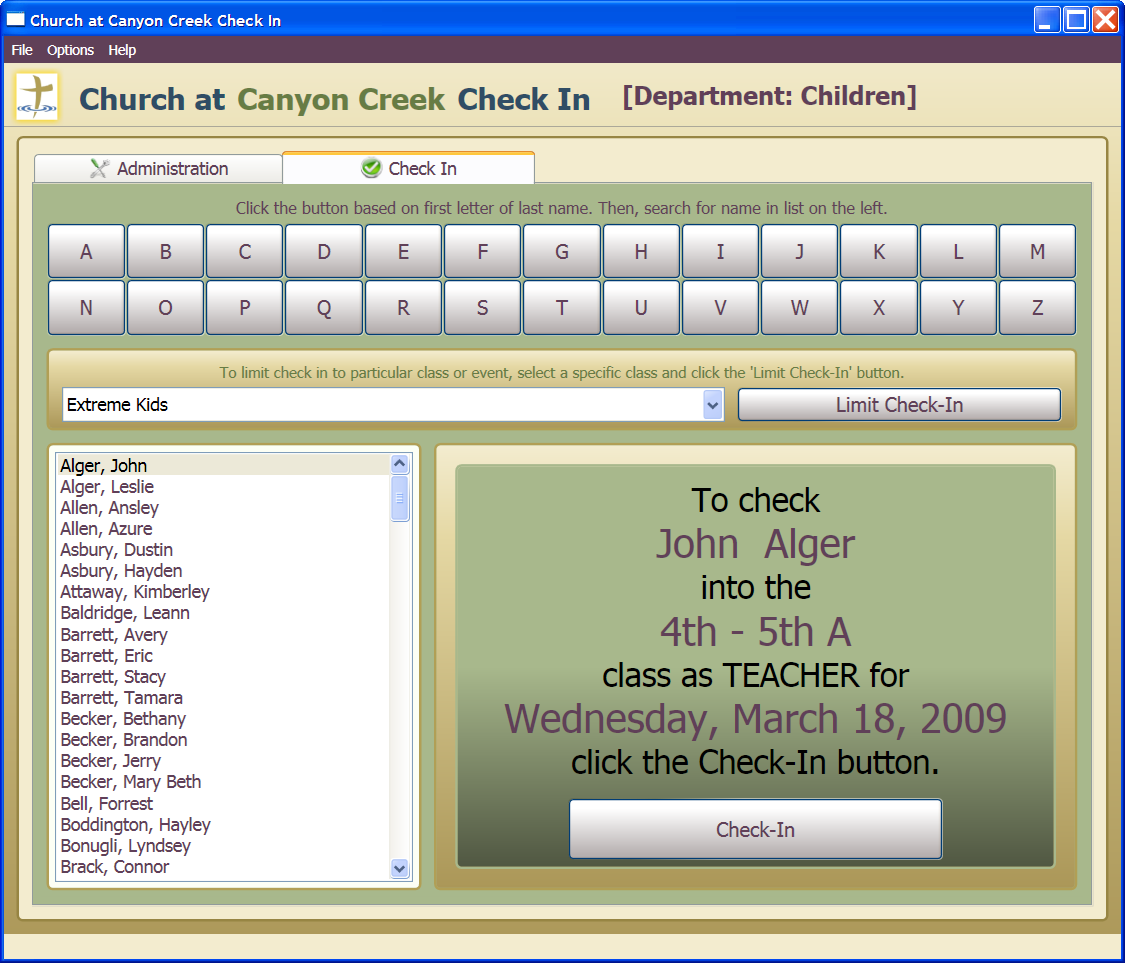 Church at Canyon Creek Check In
File Options Help
Church at Canyon Creek Check In [Department: Children]
Administration Check In
Click the button based on first letter of last name. Then, search for name in list on the left.
A B C D E F G H I J K L M
N O P Q R S T U V W X Y Z
To limit check in to particular class or event, select a specific class and click the 'Limit Check-In' button.
Extreme Kids Limit Check-In
Alger, John
Alger, Leslie
Allen, Ansley
Allen, Azure
Asbury, Dustin
Asbury, Hayden
Attaway, Kimberley
Baldridge, Leann
Barrett, Avery
Barrett, Eric
Barrett, Stacy
Barrett, Tamara
Becker, Bethany
Becker, Brandon
Becker, Jerry
Becker, Mary Beth
Bell, Forrest
Boddington, Hayley
Bonugli, Lyndsey
Brack, Connor
To check
John Alger
into the
4th - 5th A
class as TEACHER for
Wednesday, March 18, 2009
click the Check-In button.
Check-In